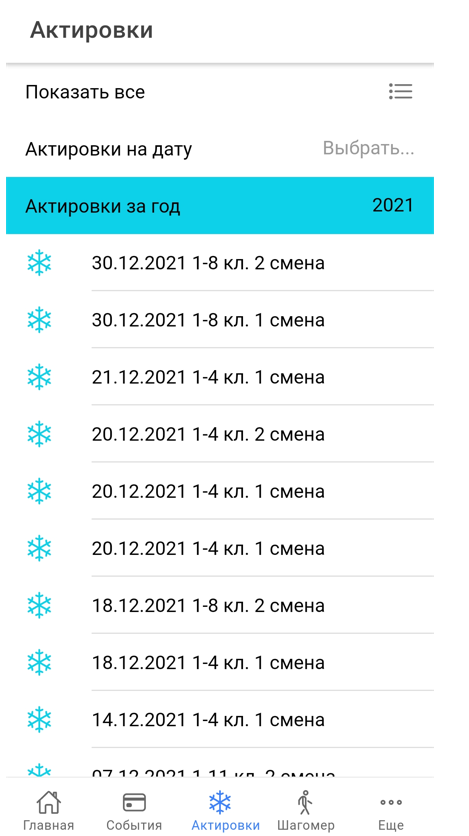 Актировки
Показать все
Актировки на дату Выбрать...
Актировки за год 2021
30.12.2021 1-8 кл. 2 смена
30.12.2021 1-8 кл. 1 смена
21.12.2021 1-4 кл. 1 смена
20.12.2021 1-4 кл. 2 смена
20.12.2021 1-4 кл. 1 смена
20.12.2021 1-4 кл. 1 смена
18.12.2021 1-8 кл. 2 смена
18.12.2021 1-4 кл. 1 смена
14.12.2021 1-4 кл. 1 смена
07.12.2021 1-11 кл. 2 смена
Главная События Актировки Шагомер Еще